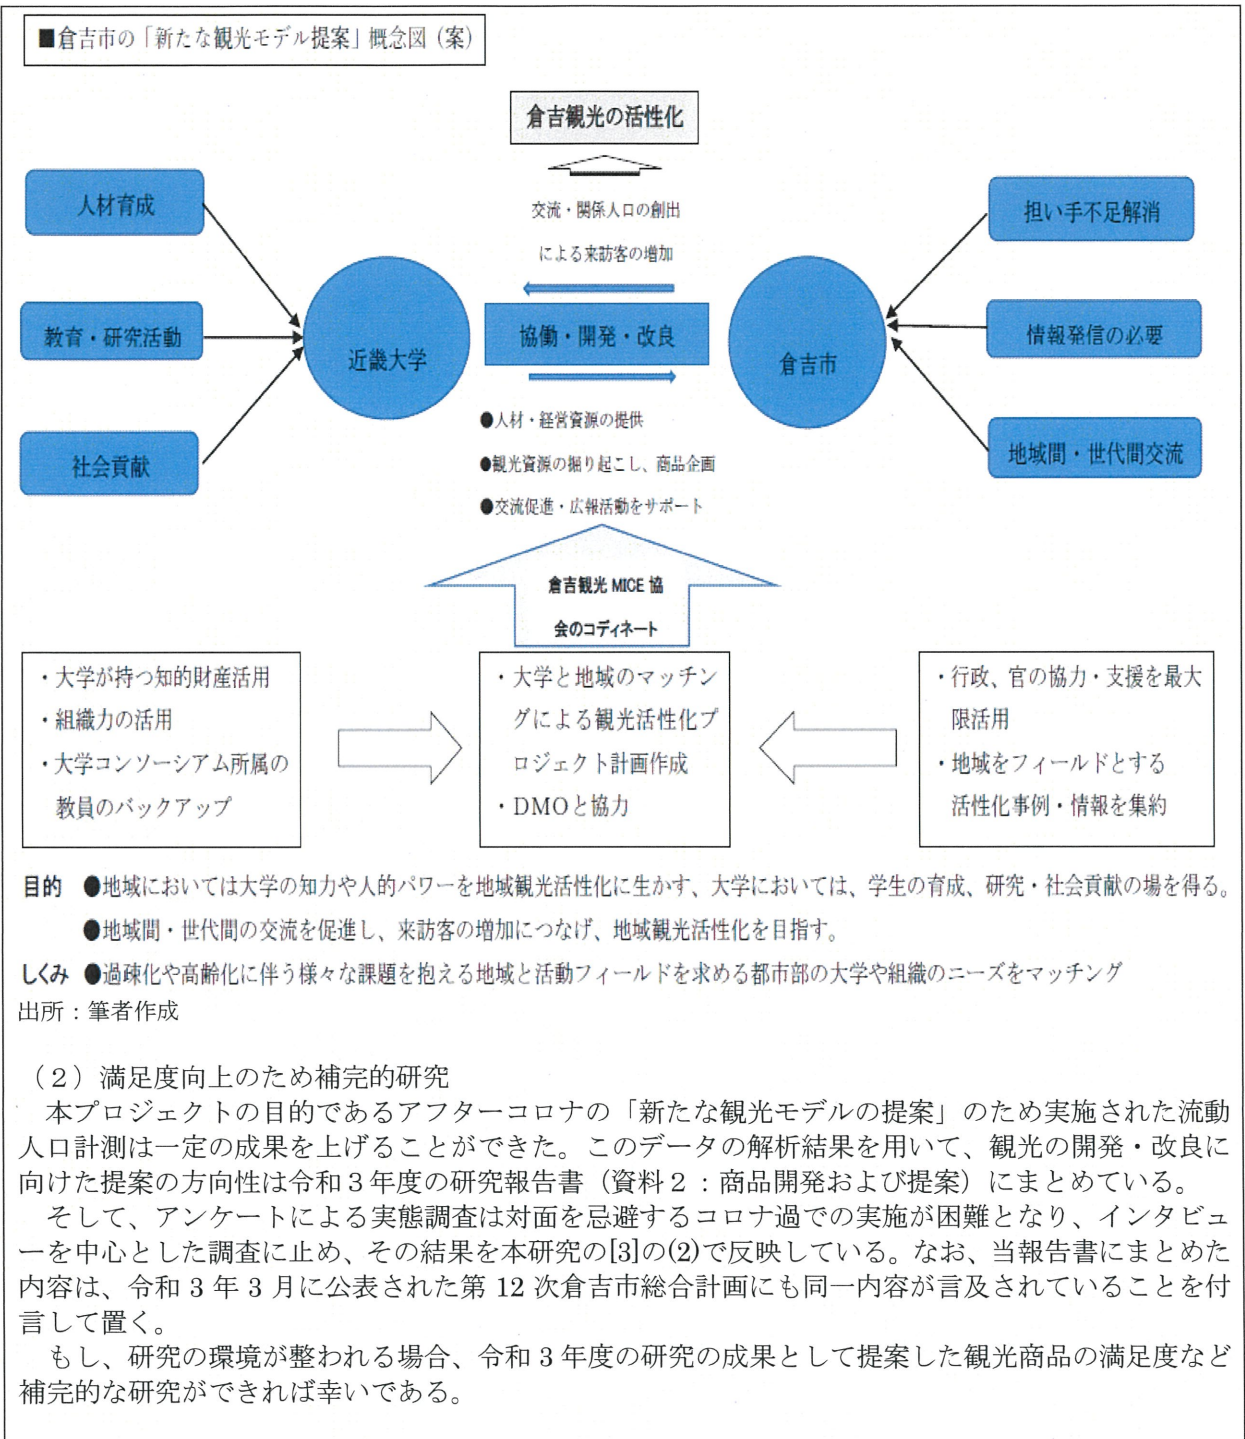 ■倉吉市の「新たな観光モデル提案」概念図（案）
倉吉観光の活性化
交流・関係人口の創出
による来訪客の増加
人材育成
教育・研究活動
社会貢献
近畿大学
協働・開発・改良
倉吉市
担い手不足解消
情報発信の必要
地域間・世代間交流
●人材・経営資源の提供
●観光資源の掘り起こし、商品企画
●交流促進・広報活動をサポート
倉吉観光 MICE 協
会のコディネート
・大学が持つ知的財産活用
・組織力の活用
・大学コンソーシアム所属の
教員のバックアップ
・大学と地域のマッチン
グによる観光活性化プ
ロジェクト計画作成
・DMOと協力
・行政、官の協力・支援を最大
限活用
・地域をフィールドとする
活性化事例・情報を集約
目的 ●地域においては大学の知力や人的パワーを地域観光活性化に生かす、大学においては、学生の育成、研究・社会貢献の場を得る。
●地域間・世代間の交流を促進し、来訪客の増加につなげ、地域観光活性化を目指す。
しくみ ●過疎化や高齢化に伴う様々な課題を抱える地域と活動フィールドを求める都市部の大学や組織のニーズをマッチング
出所：筆者作成
（２）満足度向上のため補完的研究
本プロジェクトの目的であるアフターコロナの「新たな観光モデルの提案」のため実施された流動
人口計測は一定の成果を上げることができた。このデータの解析結果を用いて、観光の開発・改良に
向けた提案の方向性は令和３年度の研究報告書（資料２：商品開発および提案）にまとめている。
そして、アンケートによる実態調査は対面を忌避するコロナ過での実施が困難となり、インタビュ
ーを中心とした調査に止め、その結果を本研究の[3]の(2)で反映している。なお、当報告書にまとめた
内容は、令和 3 年 3 月に公表された第 12 次倉吉市総合計画にも同一内容が言及されていることを付
言して置く。
もし、研究の環境が整われる場合、令和 3 年度の研究の成果として提案した観光商品の満足度など
補完的な研究ができれば幸いである。